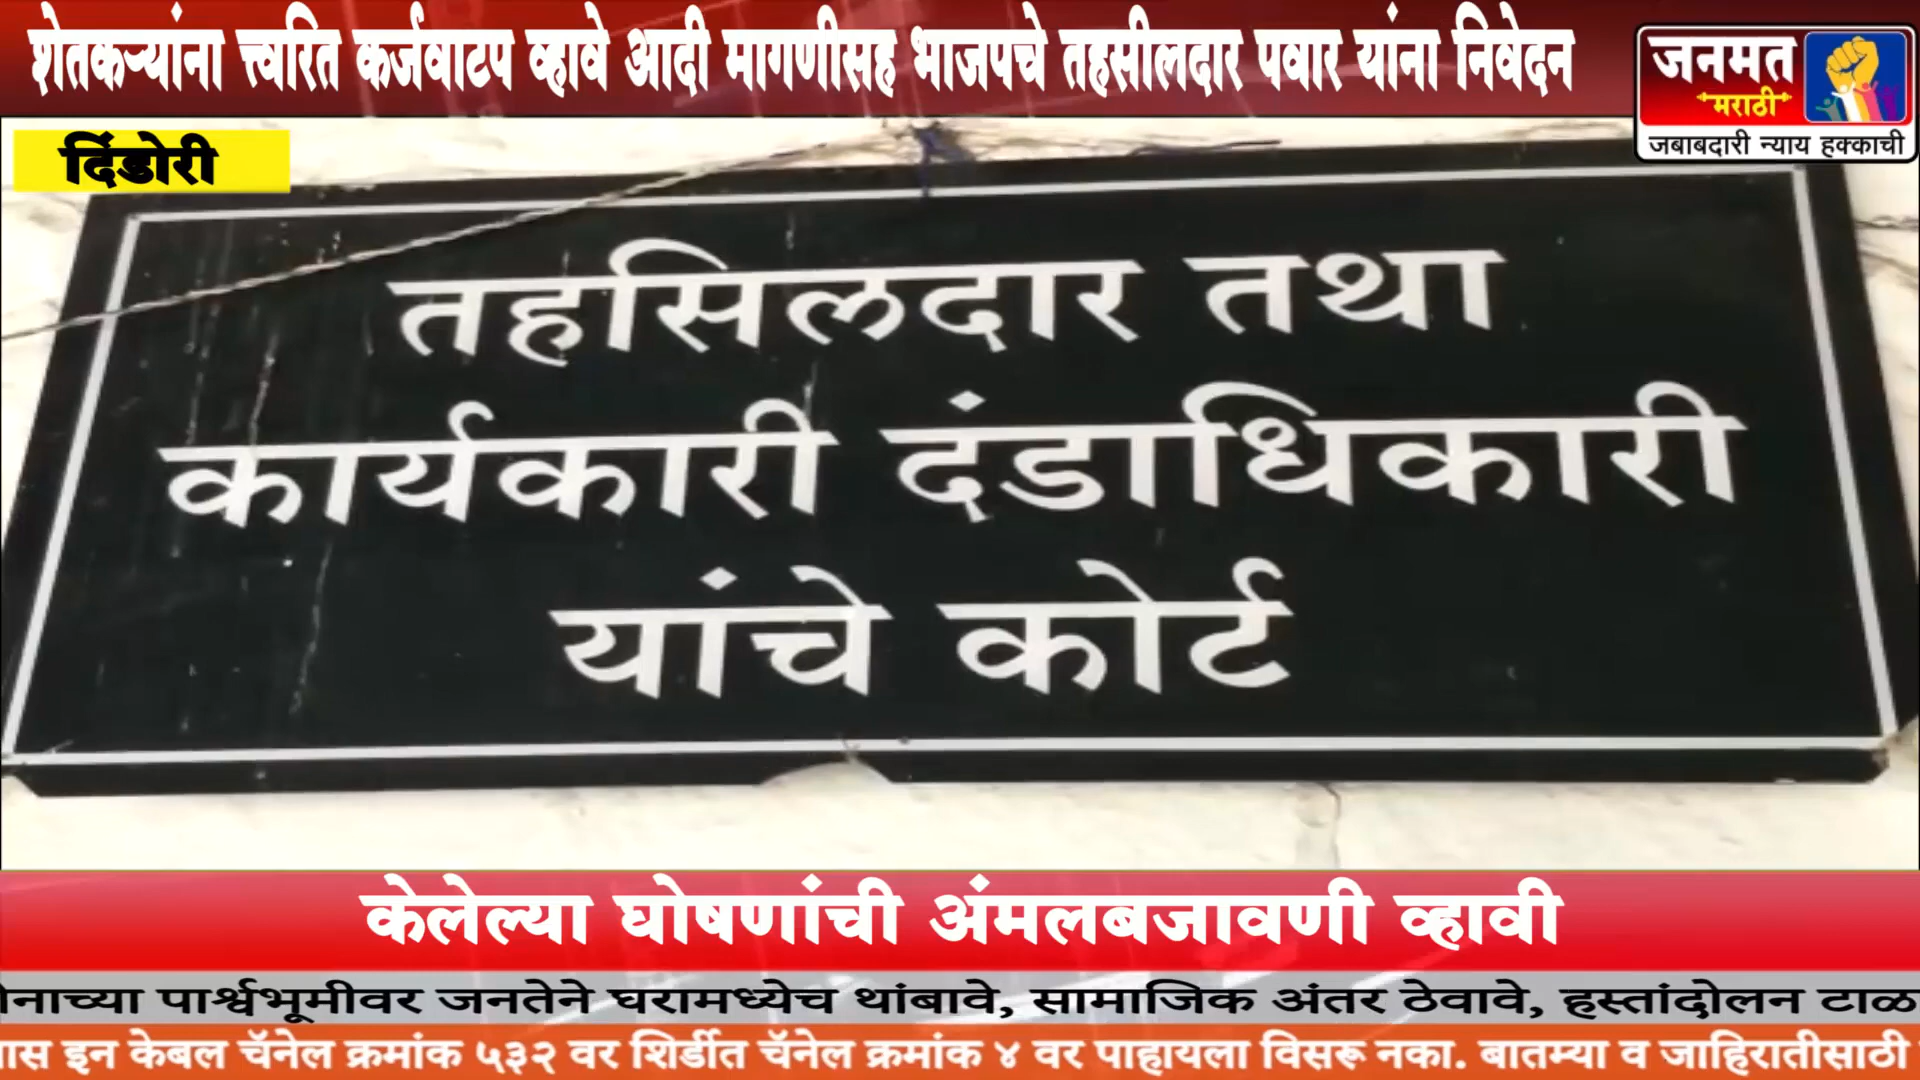 शेतकऱ्यांना त्त्वरित कर्जवाटप व्हावे आदी मागणीसह भाजपचे तहसीलदार पवार यांना निवेदन
जनमत
मराठी
जबाबदारी न्याय हक्काची
दिंडोरी
तहसिलदार तथा
कार्यकारी दंडाधिकारी
यांचे कोर्ट
केलेल्या घोषणांची अंमलबजावणी व्हावी
पार्श्वभूमीवर जनतेने घरामध्येच थांबावे, सामाजिक अंतर ठेवावे, हस्तांदोलन टाळ
इन केबल चॅनेल क्रमांक ५३२ वर शिर्डीत चॅनेल क्रमांक ४ वर पाहायला विसरू नका. बातम्या व जाहिरातीसाठी